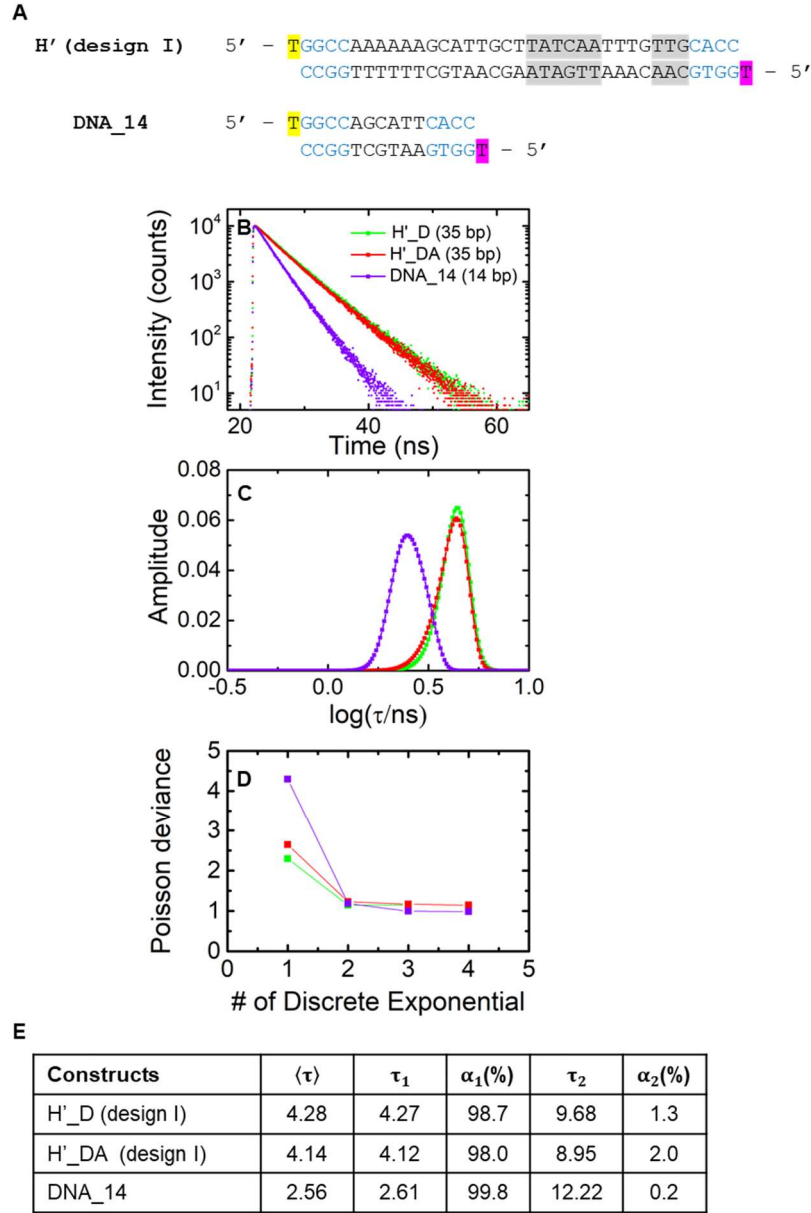 A
H' (design I) 5' – TGGCCAAAAAAGCATTGCTTATCAATTTGTTGCACC
CCGGTTTTTTCGTAACGAATAGTTAAACAACGTGGT – 5'
DNA_14 5' – TGGCCAGCATTCACC
CCGGTCGTAAGTGGT – 5'
B
H'_D (35 bp)
H'_DA (35 bp)
DNA_14 (14 bp)
Intensity (counts)
10⁴
10³
10²
10¹
20 40 60
Time (ns)
C
Amplitude
0.08
0.06
0.04
0.02
0.00
-0.5 0.0 0.5 1.0
log(τ/ns)
D
Poisson deviance
5
4
3
2
1
0
0 1 2 3 4 5
# of Discrete Exponential
E
Constructs ⟨τ⟩ τ₁ α₁(%) τ₂ α₂(%)
H'_D (design I) 4.28 4.27 98.7 9.68 1.3
H'_DA (design I) 4.14 4.12 98.0 8.95 2.0
DNA_14 2.56 2.61 99.8 12.22 0.2